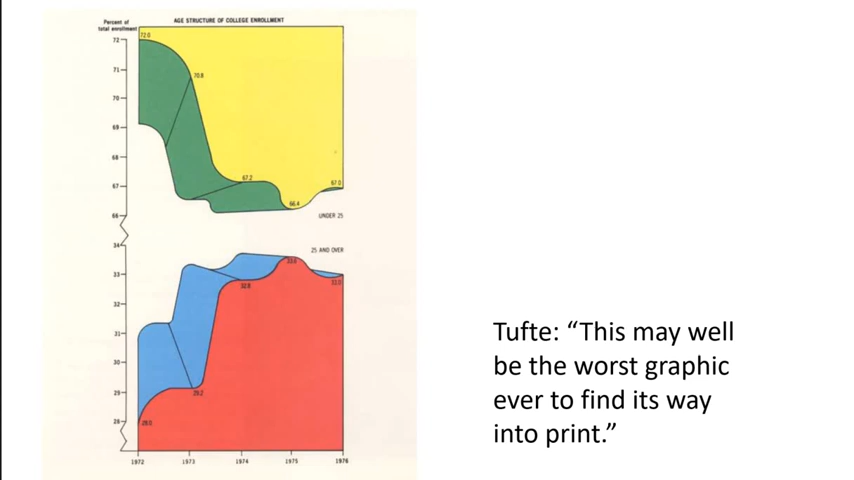 AGE STRUCTURE OF COLLEGE ENROLLMENT
Percent of
total enrollment
72.0
72
70.8
71
70
69
68
67.2
67
67.0
66.4
66
UNDER 25
34
25 AND OVER
33.6
33
33.0
32.8
32
31
30
29
29.2
28
28.0
1972 1973 1974 1975 1976
Tufte: “This may well
be the worst graphic
ever to find its way
into print.”